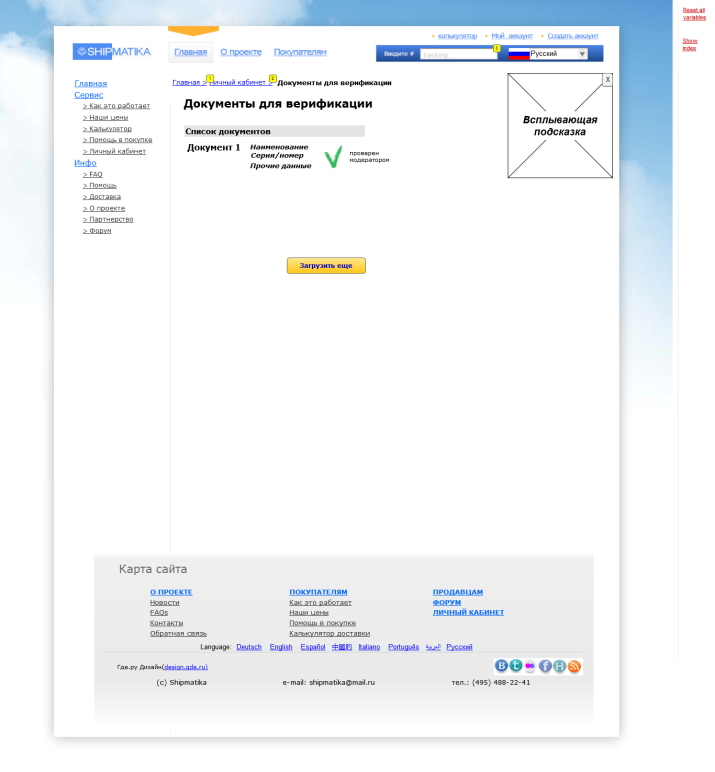 Reset all variables
Show index
калькулятор Мой аккаунт Создать аккаунт
SHIPMATIKA Главная О проекте Покупателям Вводите # tracking Русский
3
Главная > Личный кабинет > Документы для верификации
1 2
X
Всплывающая
подсказка
Главная
Сервис
> Как это работает
> Наши цены
> Калькулятор
> Помощь в покупке
> Личный кабинет
Инфо
> FAQ
> Помощь
> Доставка
> О проекте
> Партнерство
> Форум
Документы для верификации
Список документов
Документ 1
Наименование
Серия/номер
Прочие данные
проверен
модератором
Загрузить еще
Карта сайта
О ПРОЕКТЕ
Новости
FAQs
Контакты
Обратная связь
ПОКУПАТЕЛЯМ
Как это работает
Наши цены
Помощь в покупке
Калькулятор доставки
ПРОДАВЦАМ
ФОРУМ
ЛИЧНЫЙ КАБИНЕТ
Language: Deutsch English Español 中國的 Italiano Português العربية Русский
Где.ру Дизайн(design.gde.ru)
(c) Shipmatika e-mail: shipmatika@mail.ru тел.: (495) 488-22-41